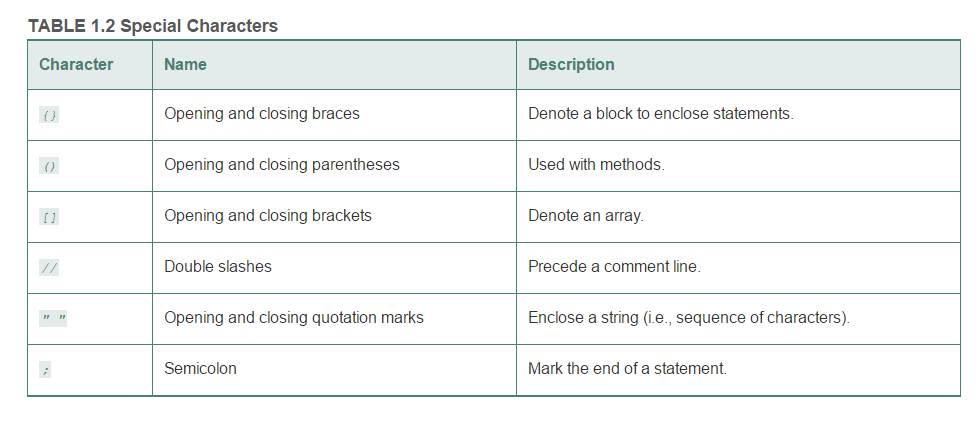 TABLE 1.2 Special Characters
Character Name Description
{} Opening and closing braces Denote a block to enclose statements.
() Opening and closing parentheses Used with methods.
[] Opening and closing brackets Denote an array.
// Double slashes Precede a comment line.
" " Opening and closing quotation marks Enclose a string (i.e., sequence of characters).
; Semicolon Mark the end of a statement.